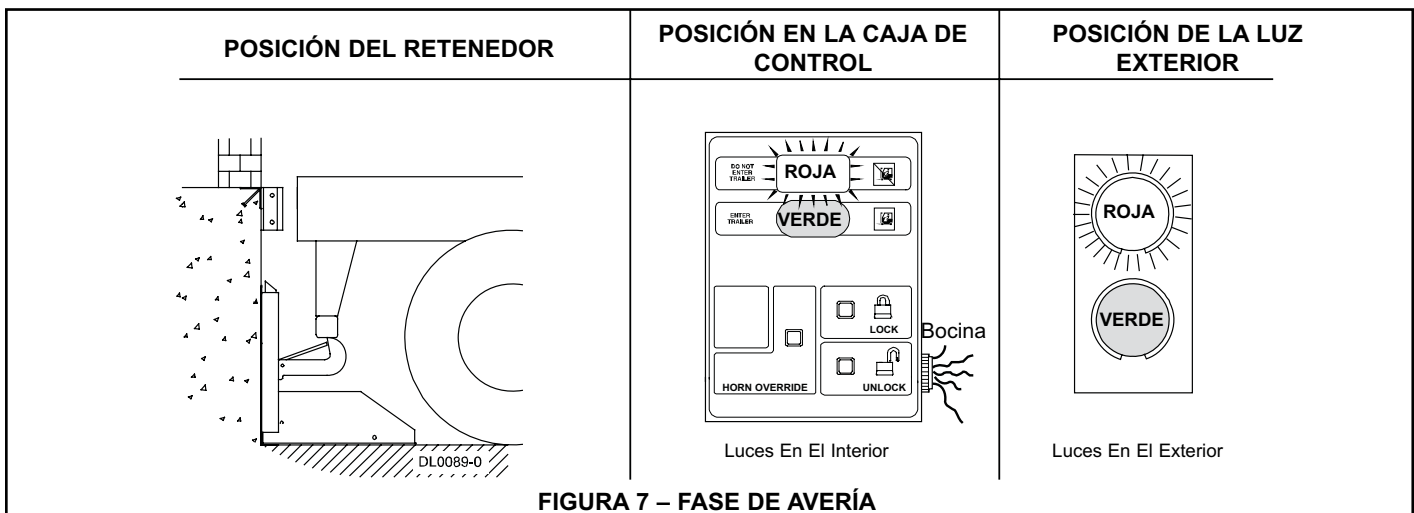 POSICIÓN DEL RETENEDOR
POSICIÓN EN LA CAJA DE
CONTROL
POSICIÓN DE LA LUZ
EXTERIOR
DL0089-0
DO NOT
ENTER
TRAILER
ROJA
ENTER
TRAILER
VERDE
LOCK
HORN OVERRIDE
UNLOCK
Bocina
Luces En El Interior
ROJA
VERDE
Luces En El Exterior
FIGURA 7 – FASE DE AVERÍA